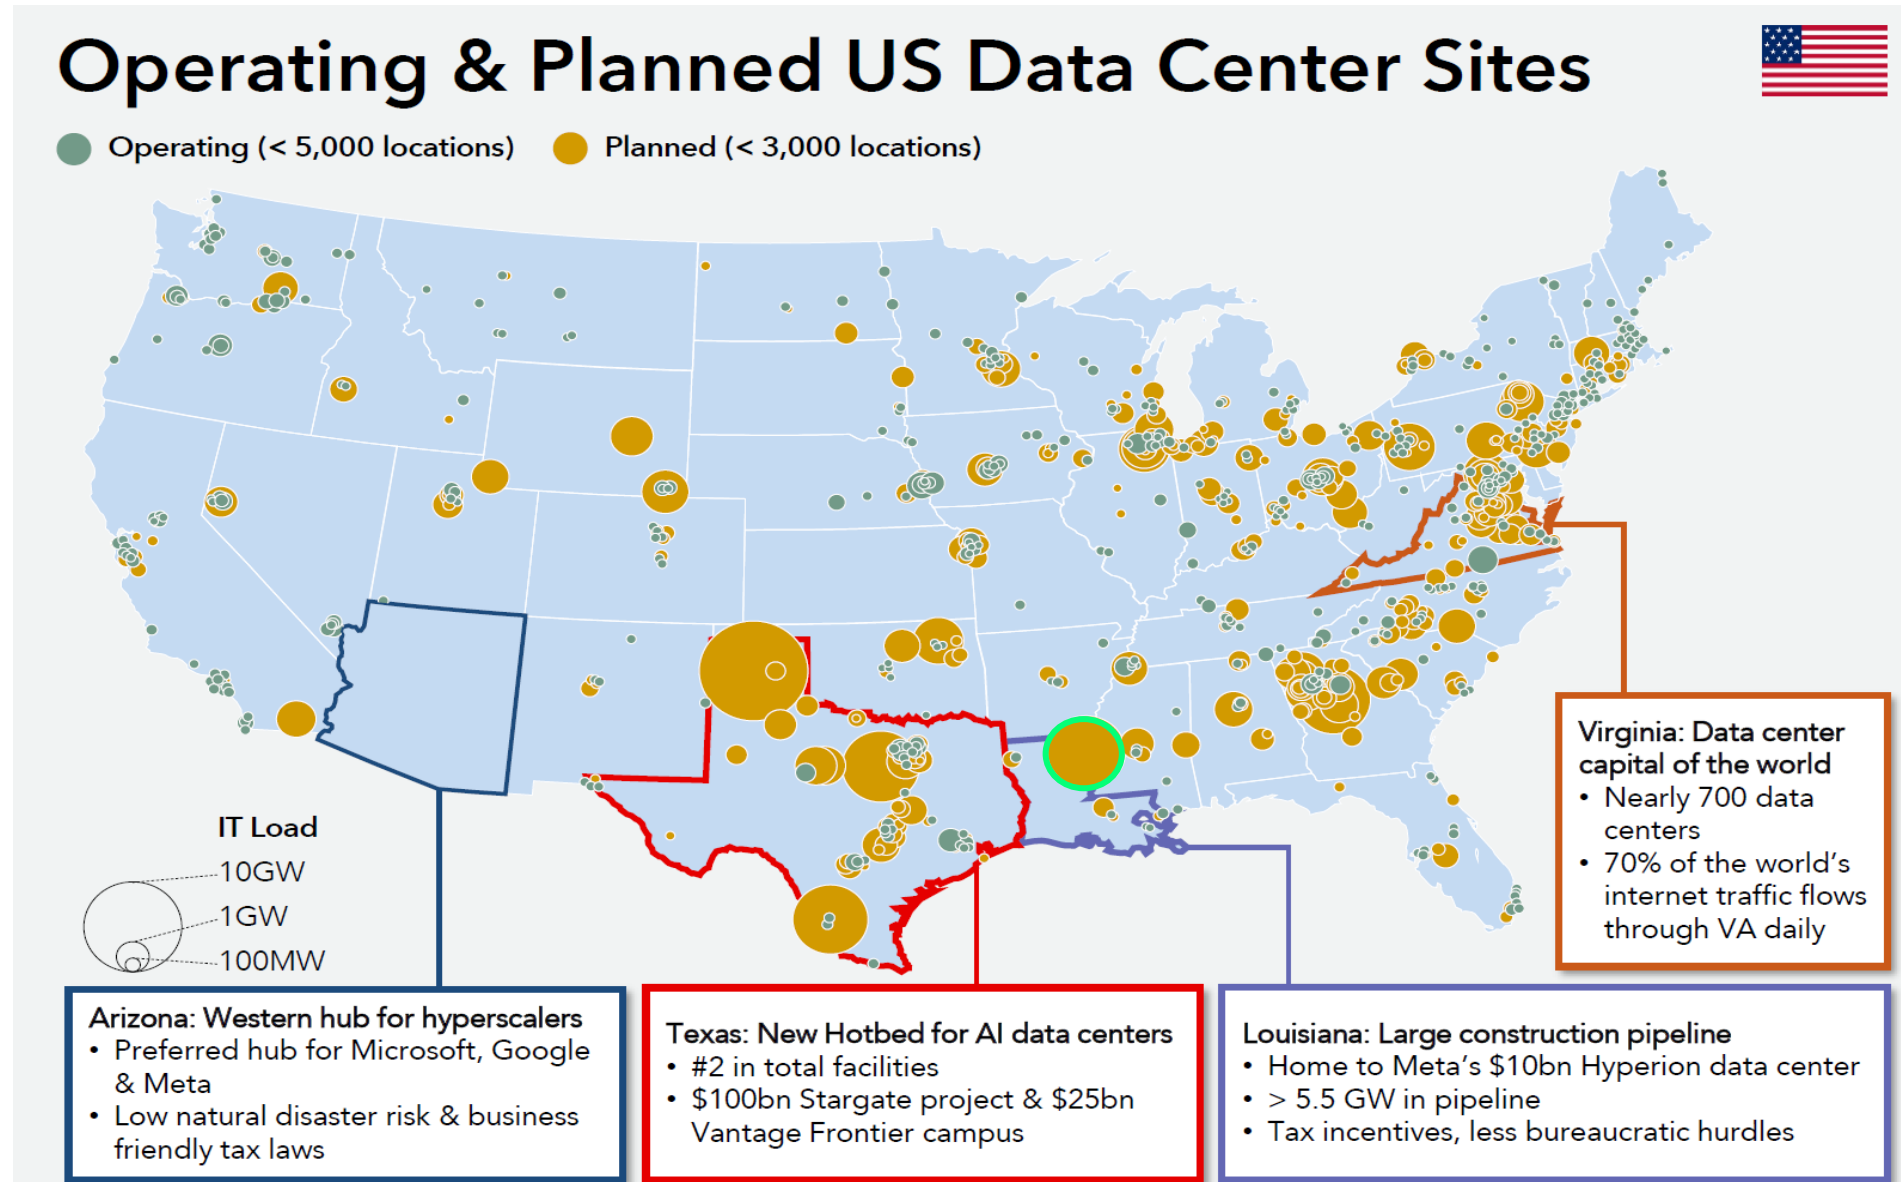 Operating & Planned US Data Center Sites
Operating (< 5,000 locations)
Planned (< 3,000 locations)
IT Load
10GW
1GW
100MW
Virginia: Data center
capital of the world
• Nearly 700 data
centers
• 70% of the world's
internet traffic flows
through VA daily
Arizona: Western hub for hyperscalers
• Preferred hub for Microsoft, Google
& Meta
• Low natural disaster risk & business
friendly tax laws
Texas: New Hotbed for AI data centers
• #2 in total facilities
• $100bn Stargate project & $25bn
Vantage Frontier campus
Louisiana: Large construction pipeline
• Home to Meta's $10bn Hyperion data center
• > 5.5 GW in pipeline
• Tax incentives, less bureaucratic hurdles